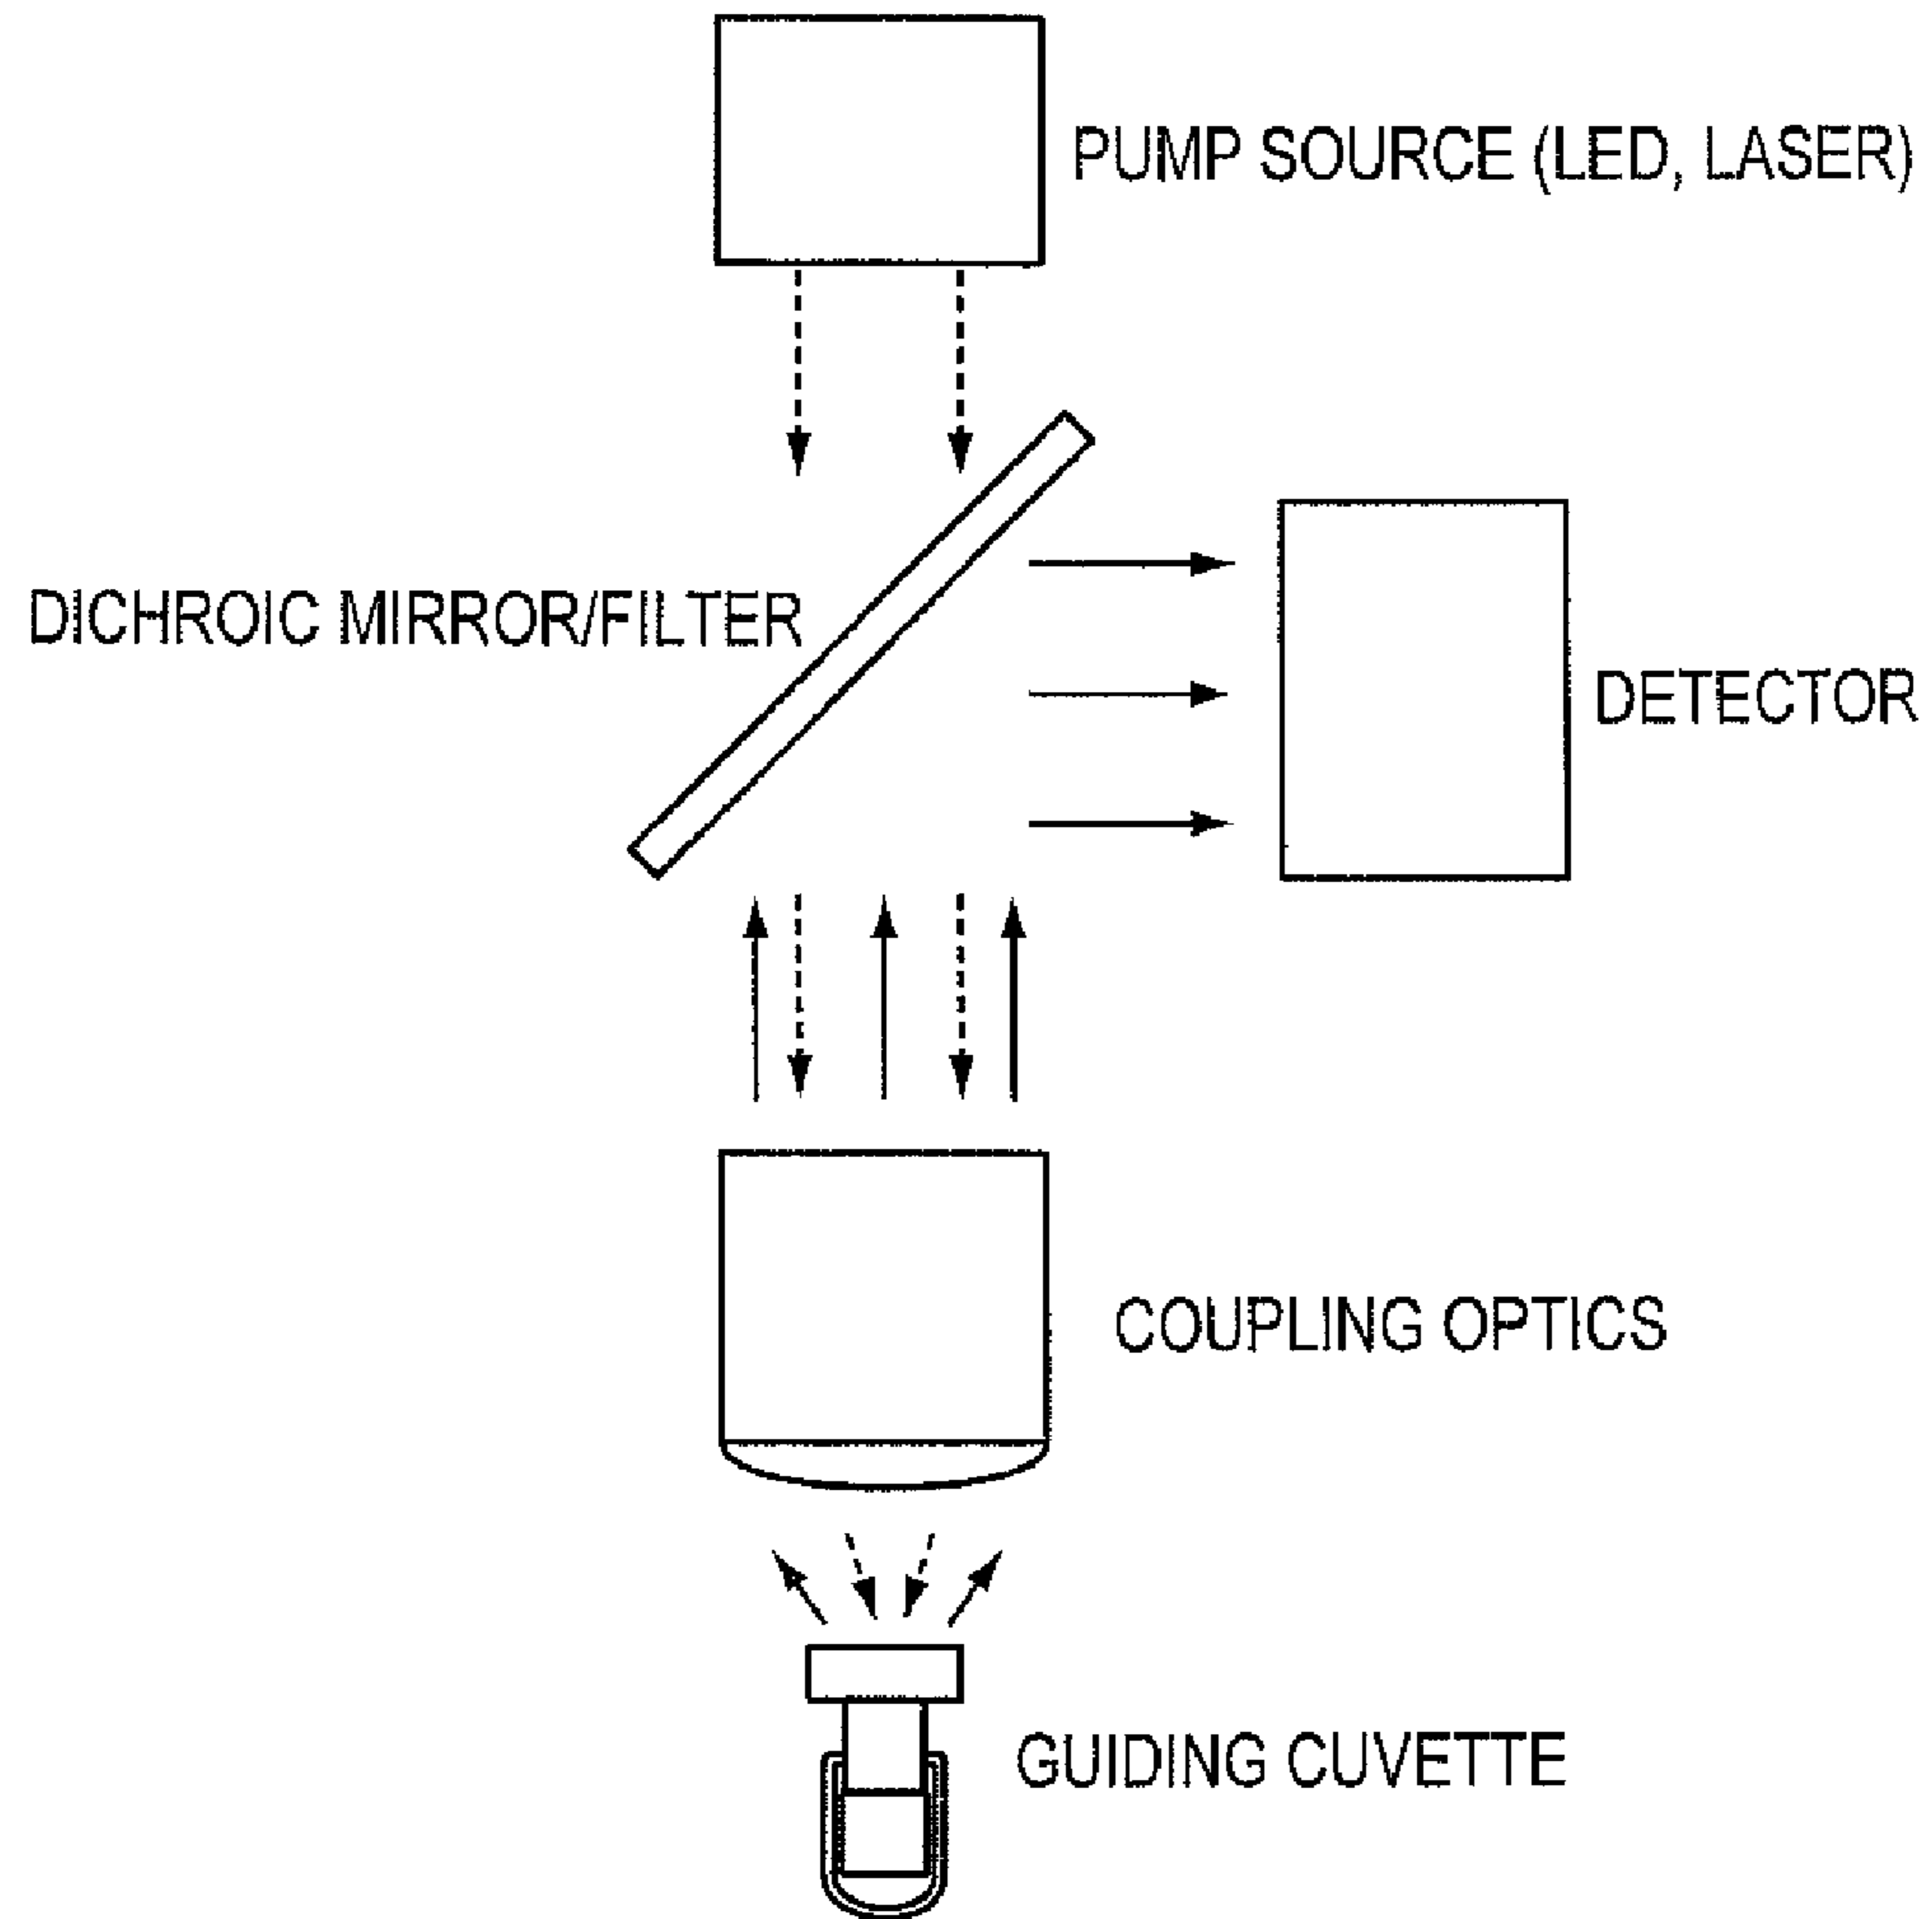 PUMP SOURCE (LED, LASER)
DICHROIC MIRROR/FILTER
DETECTOR
COUPLING OPTICS
GUIDING CUVETTE